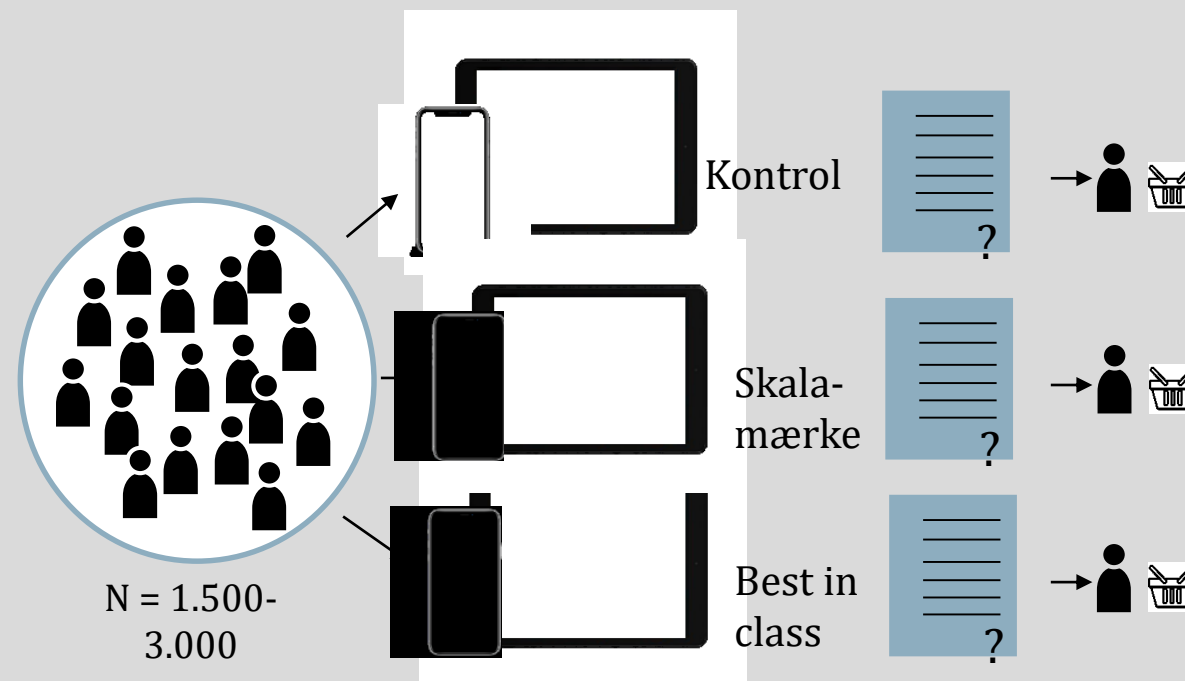 Kontrol
?
Skala-
mærke
?
Best in
class
?
N = 1.500-
3.000